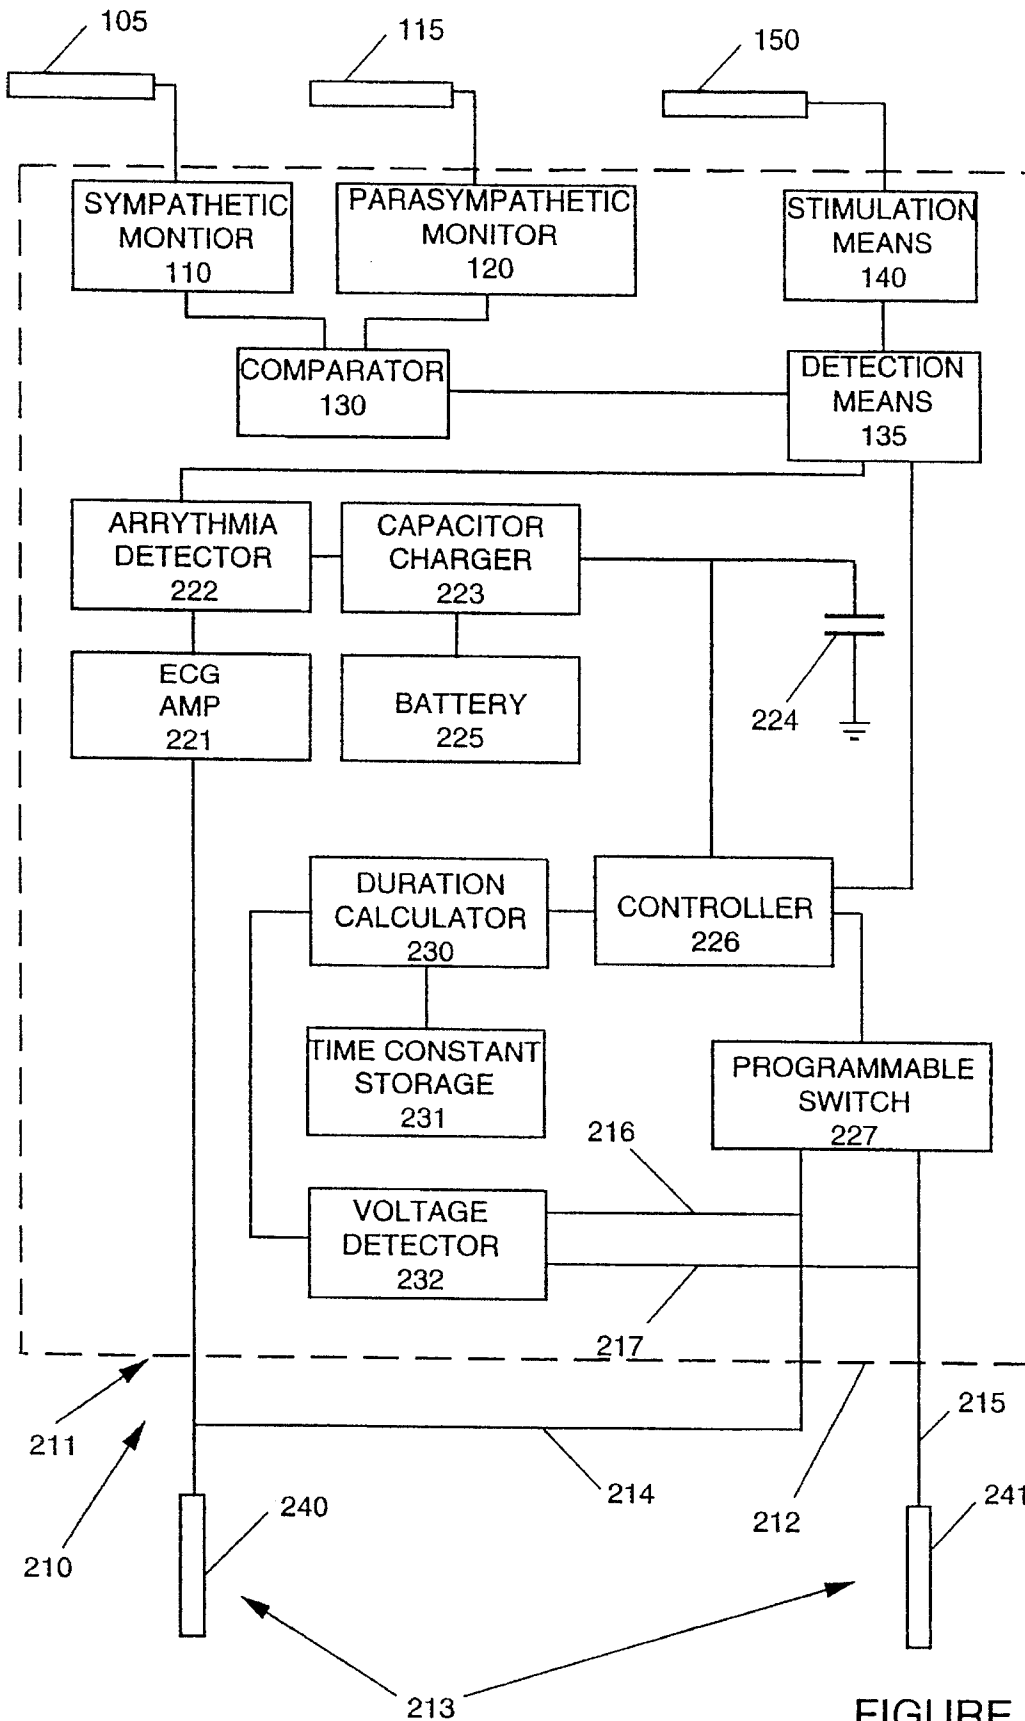 105
115
150
SYMPATHETIC
MONTIOR
110
PARASYMPATHETIC
MONITOR
120
STIMULATION
MEANS
140
COMPARATOR
130
DETECTION
MEANS
135
ARRYTHMIA
DETECTOR
222
CAPACITOR
CHARGER
223
ECG
AMP
221
BATTERY
225
224
DURATION
CALCULATOR
230
CONTROLLER
226
TIME CONSTANT
STORAGE
231
PROGRAMMABLE
SWITCH
227
216
VOLTAGE
DETECTOR
232
217
211
215
214
212
210
240
241
213
FIGURE